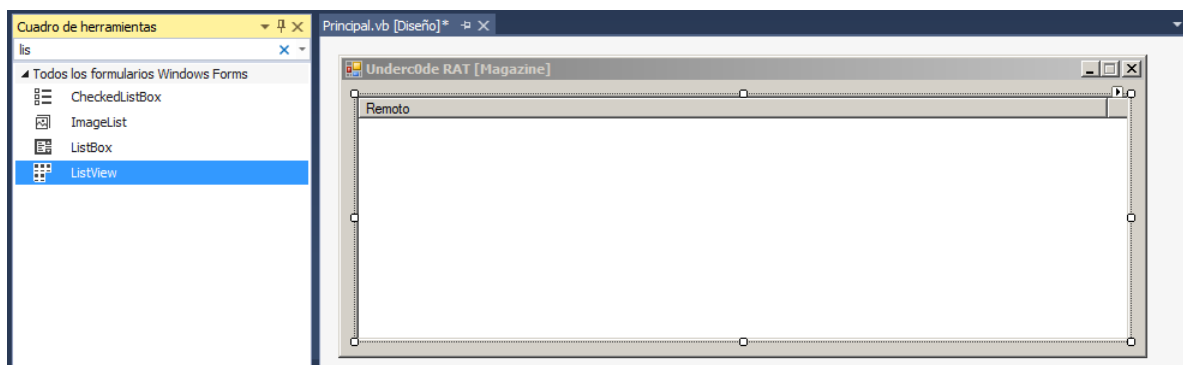 Cuadro de herramientas
lis
Todos los formularios Windows Forms
CheckedListBox
ImageList
ListBox
ListView
Principal.vb [Diseño]*
Underc0de RAT [Magazine]
Remoto